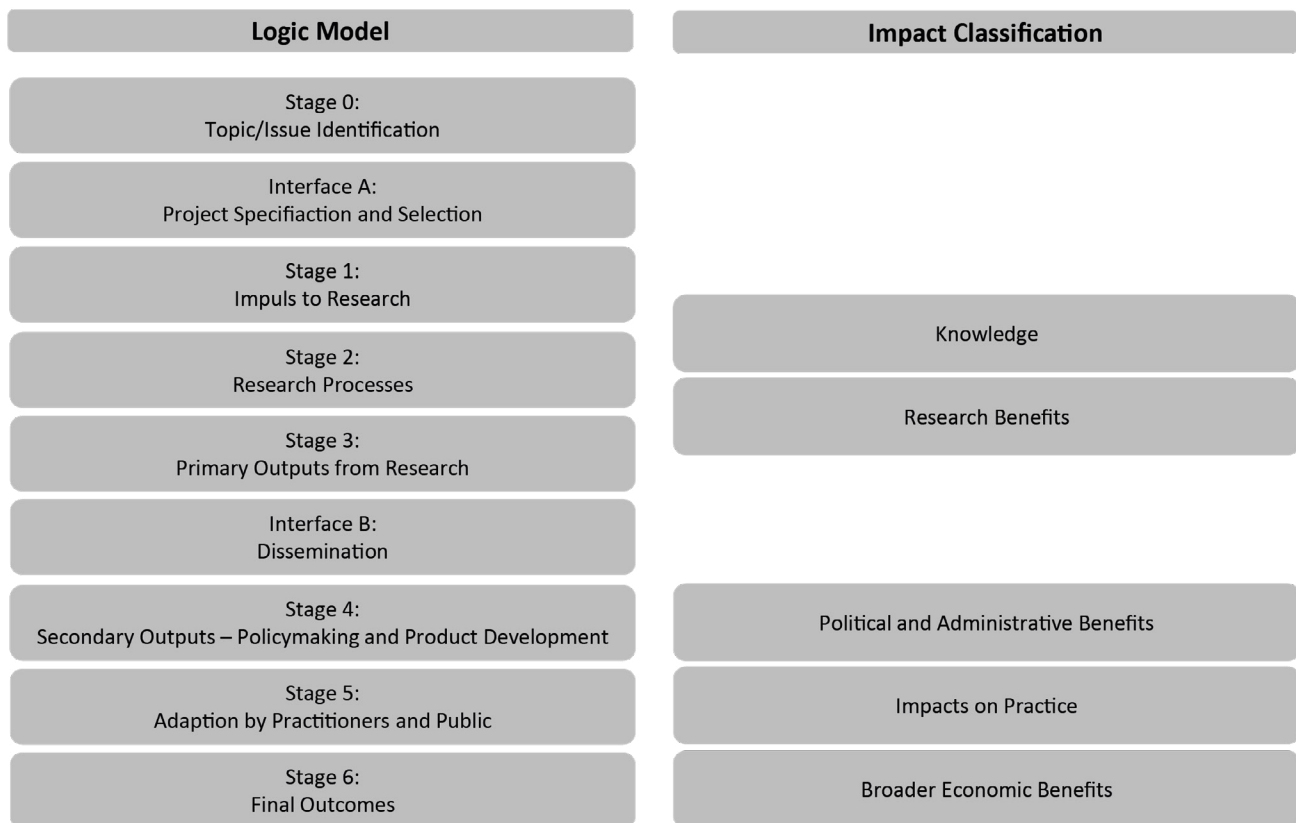 Logic Model
Stage 0:
Topic/Issue Identification
Interface A:
Project Specifiaction and Selection
Stage 1:
Impuls to Research
Stage 2:
Research Processes
Stage 3:
Primary Outputs from Research
Interface B:
Dissemination
Stage 4:
Secondary Outputs – Policymaking and Product Development
Stage 5:
Adaption by Practitioners and Public
Stage 6:
Final Outcomes
Impact Classification
Knowledge
Research Benefits
Political and Administrative Benefits
Impacts on Practice
Broader Economic Benefits